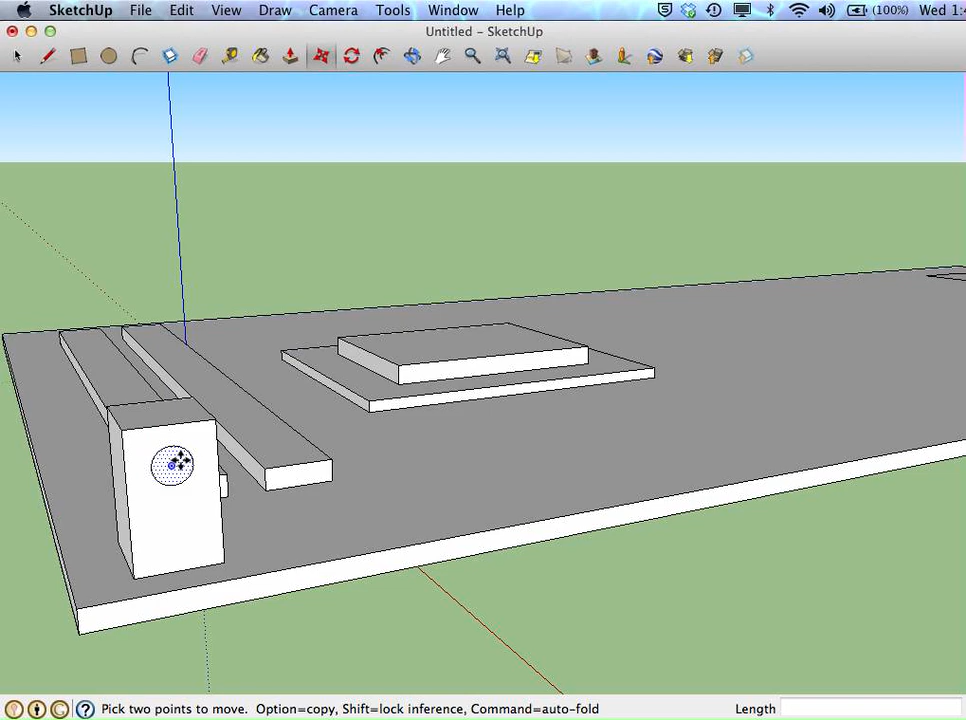 SketchUp File Edit View Draw Camera Tools Window Help (100%) Wed 1:4
Untitled – SketchUp
Pick two points to move. Option=copy, Shift=lock inference, Command=auto-fold Length